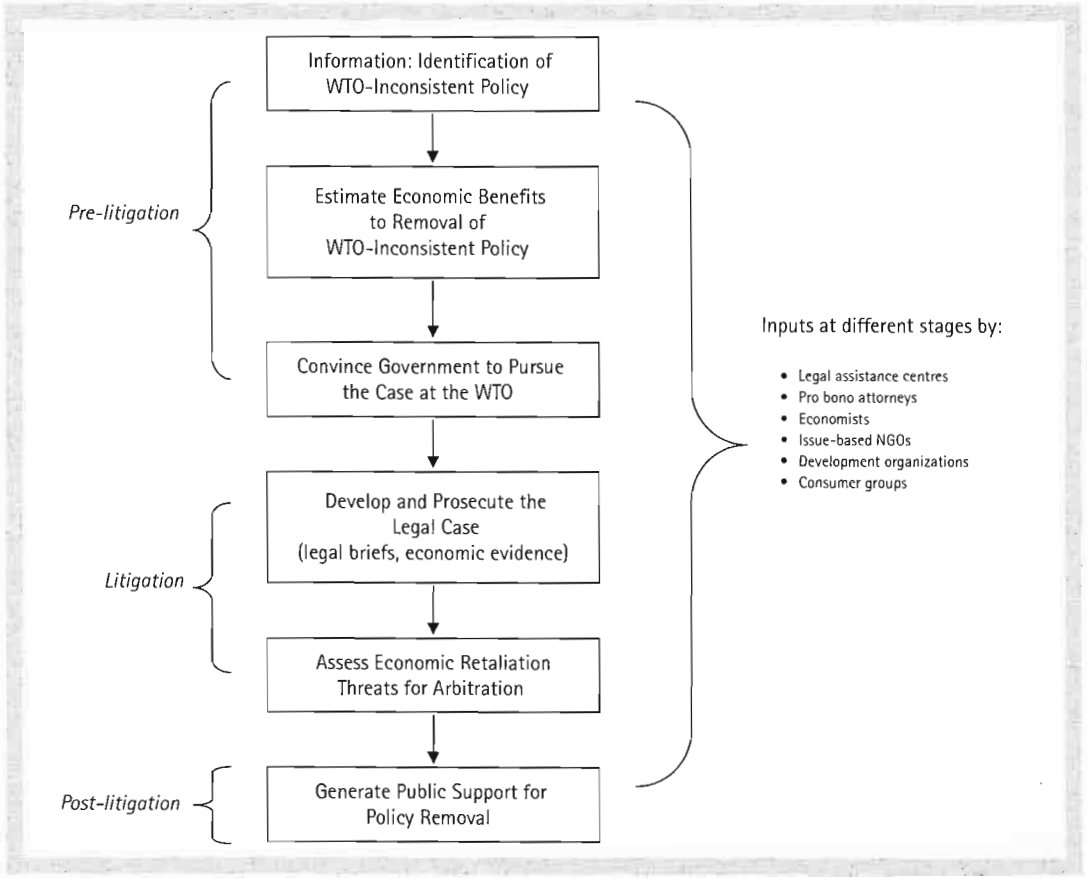 Information: Identification of
WTO-Inconsistent Policy
Pre-litigation
Estimate Economic Benefits
to Removal of
WTO-Inconsistent Policy
Convince Government to Pursue
the Case at the WTO
Litigation
Develop and Prosecute the
Legal Case
(legal briefs, economic evidence)
Assess Economic Retaliation
Threats for Arbitration
Post-litigation
Generate Public Support for
Policy Removal
Inputs at different stages by:
• Legal assistance centres
• Pro bono attorneys
• Economists
• Issue-based NGOs
• Development organizations
• Consumer groups